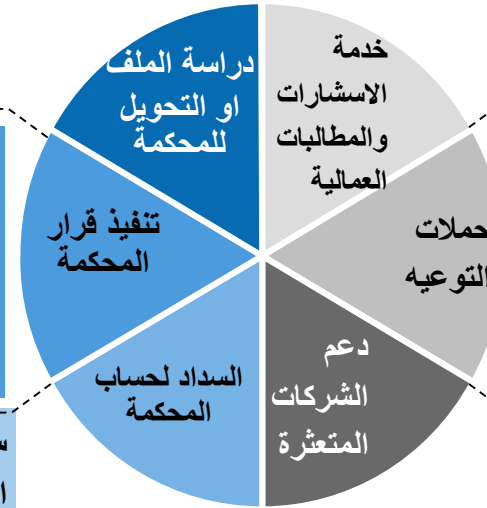 خدمة
الاسشارات
والمطالبات
العمالية
حملات
التوعيه
دعم
الشركات
المتعثرة
السداد لحساب
المحكمة
تنفيذ قرار
المحكمة
دراسة الملف
او التحويل
للمحكمة